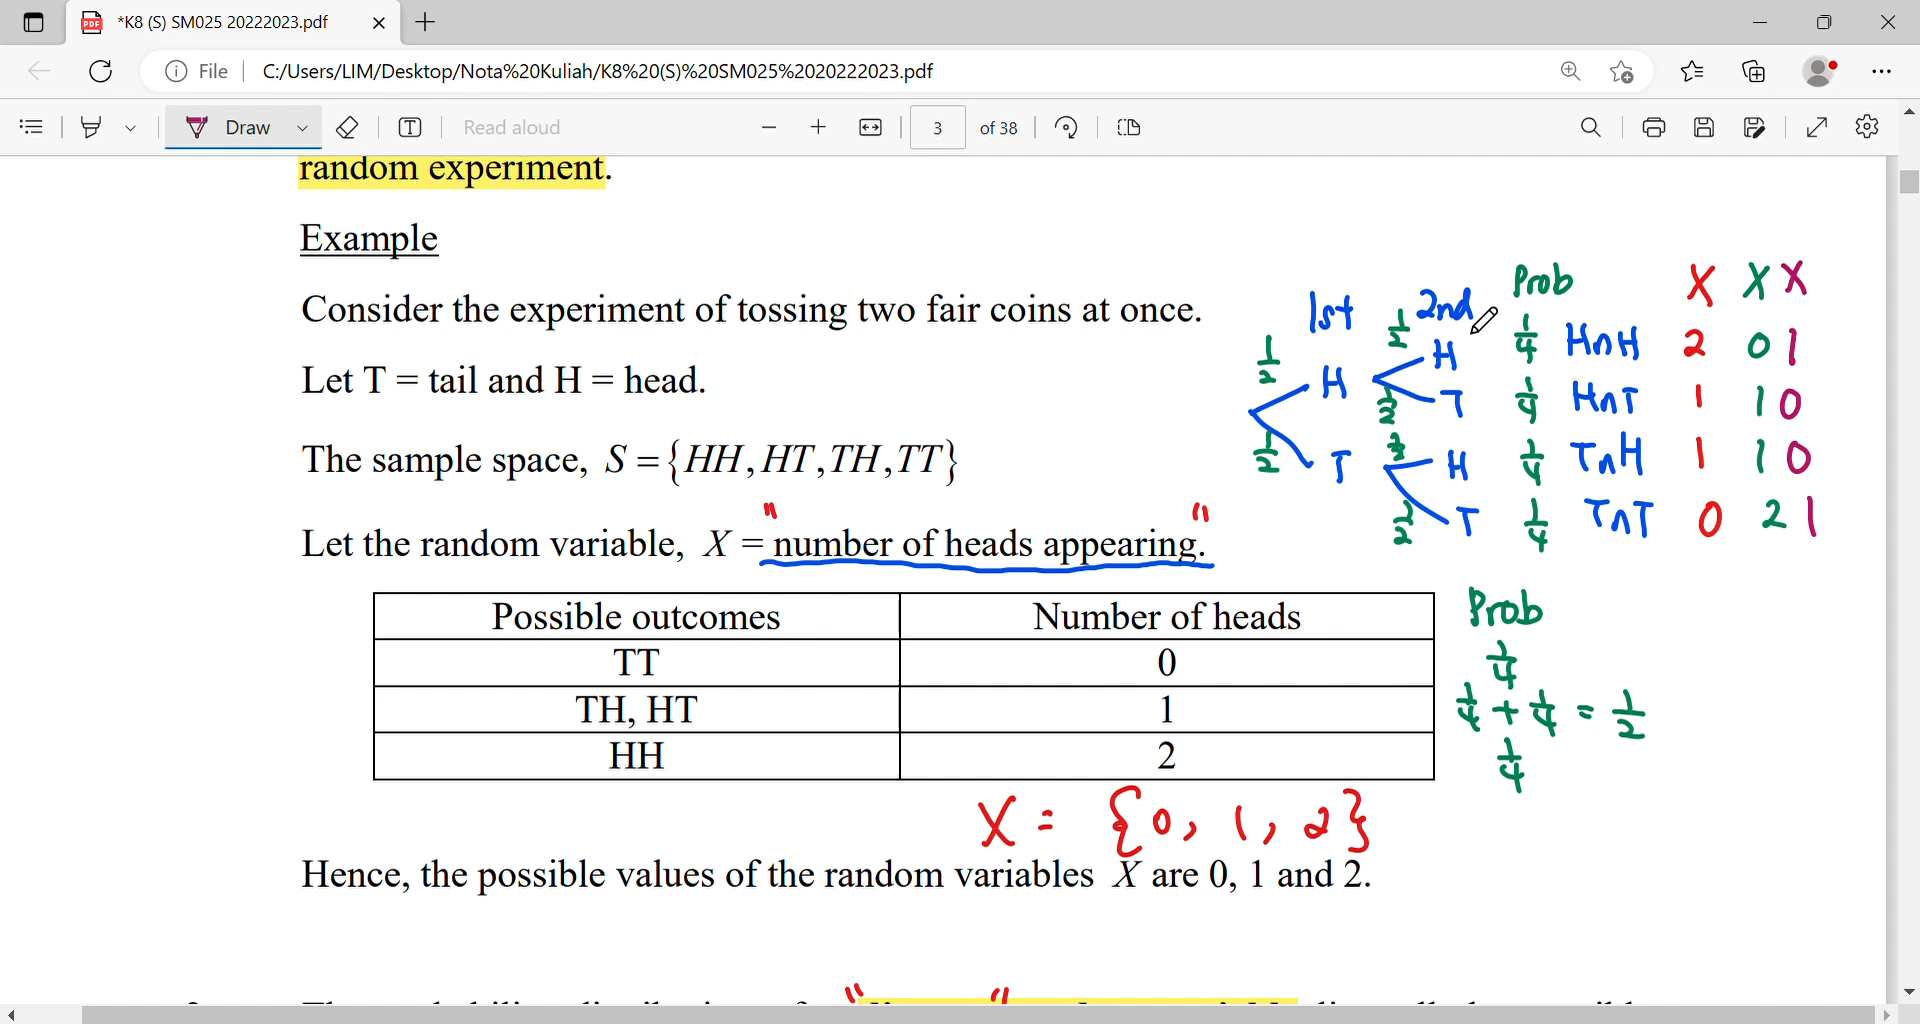 *K8 (S) SM025 20222023.pdf
File C:/Users/LIM/Desktop/Nota%20Kuliah/K8%20(S)%20SM025%2020222023.pdf
Draw Read aloud 3 of 38
random experiment.
Example
Consider the experiment of tossing two fair coins at once.
Let T = tail and H = head.
The sample space, S = {HH, HT, TH, TT}
Let the random variable, X = "number of heads appearing."
1st 2nd Prob X X X
1/2 H 1/2 H 1/4 H∩H 2 0 1
1/2 T 1/4 H∩T 1 1 0
1/2 T 1/2 H 1/4 T∩H 1 1 0
1/2 T 1/4 T∩T 0 2 1
Possible outcomes Number of heads Prob
TT 0 1/4
TH, HT 1 1/4 + 1/4 = 1/2
HH 2 1/4
X = {0, 1, 2}
Hence, the possible values of the random variables X are 0, 1 and 2.